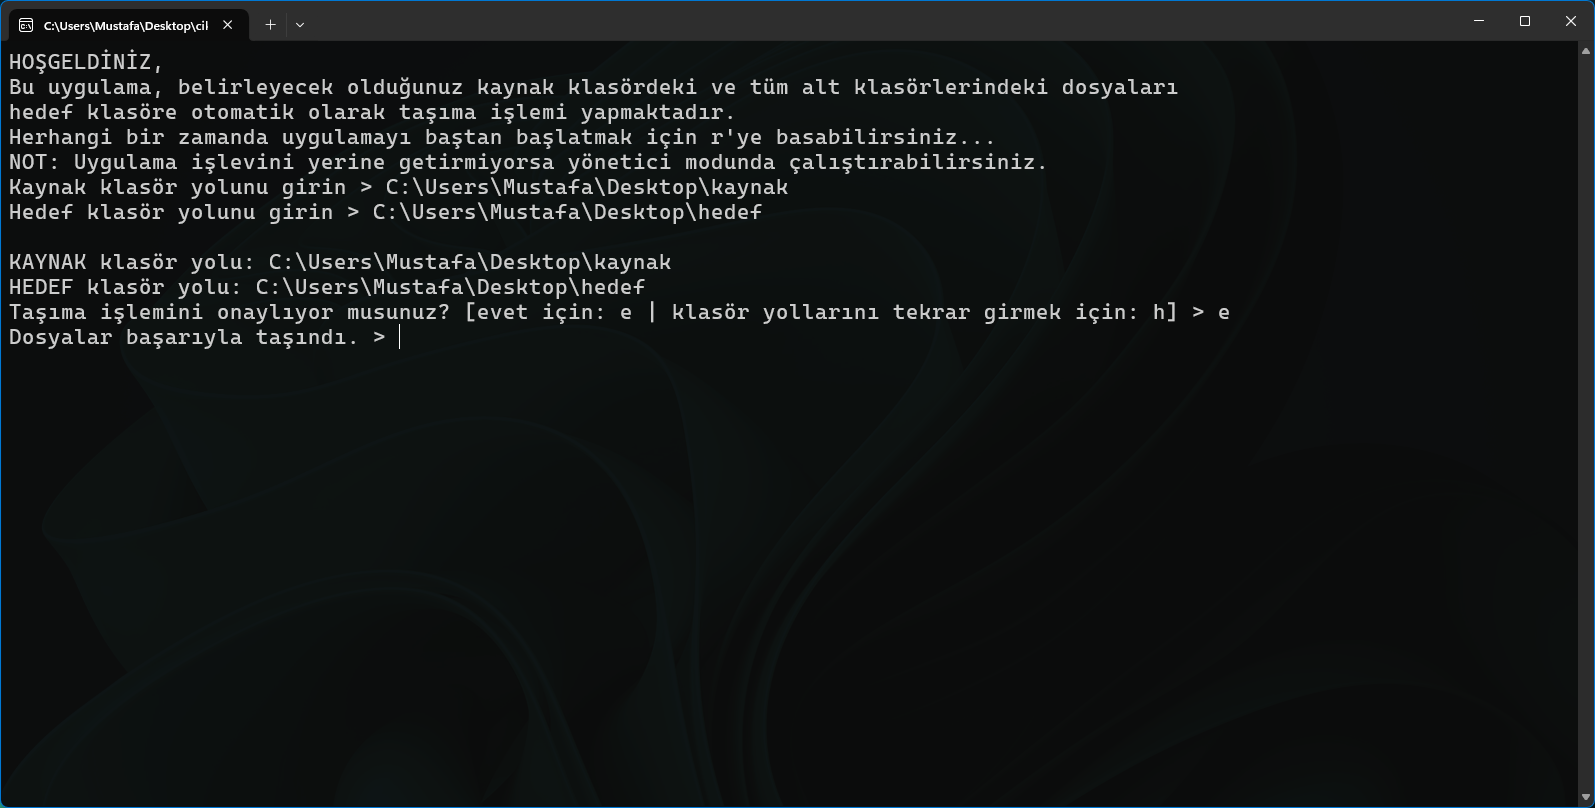 C:\Users\Mustafa\Desktop\cil
HOŞGELDİNİZ,
Bu uygulama, belirleyecek olduğunuz kaynak klasördeki ve tüm alt klasörlerindeki dosyaları
hedef klasöre otomatik olarak taşıma işlemi yapmaktadır.
Herhangi bir zamanda uygulamayı baştan başlatmak için r'ye basabilirsiniz...
NOT: Uygulama işlevini yerine getirmiyorsa yönetici modunda çalıştırabilirsiniz.
Kaynak klasör yolunu girin > C:\Users\Mustafa\Desktop\kaynak
Hedef klasör yolunu girin > C:\Users\Mustafa\Desktop\hedef
KAYNAK klasör yolu: C:\Users\Mustafa\Desktop\kaynak
HEDEF klasör yolu: C:\Users\Mustafa\Desktop\hedef
Taşıma işlemini onaylıyor musunuz? [evet için: e | klasör yollarını tekrar girmek için: h] > e
Dosyalar başarıyla taşındı. >